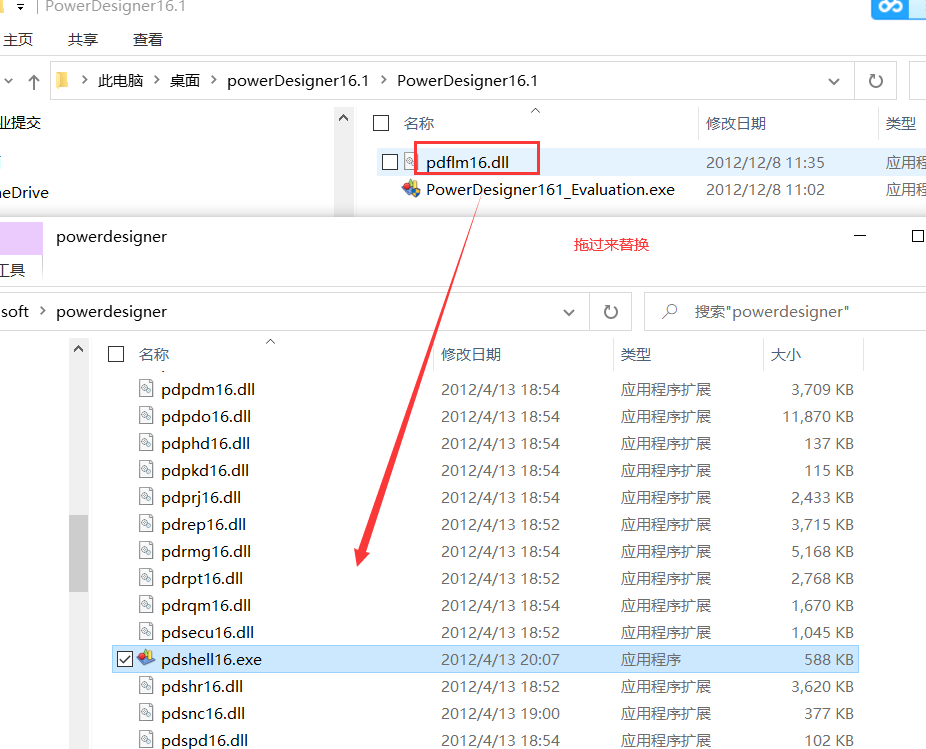 PowerDesigner16.1
主页 共享 查看
此电脑 桌面 powerDesigner16.1 PowerDesigner16.1
业提交
名称 修改日期 类型
pdflm16.dll 2012/12/8 11:35 应用程
neDrive
PowerDesigner161_Evaluation.exe 2012/12/8 11:02 应用程
powerdesigner
拖过来替换
工具
soft powerdesigner 搜索"powerdesigner"
名称 修改日期 类型 大小
pdpdm16.dll 2012/4/13 18:54 应用程序扩展 3,709 KB
pdpdo16.dll 2012/4/13 18:54 应用程序扩展 11,870 KB
pdphd16.dll 2012/4/13 18:54 应用程序扩展 137 KB
pdpkd16.dll 2012/4/13 18:54 应用程序扩展 115 KB
pdprj16.dll 2012/4/13 18:54 应用程序扩展 2,433 KB
pdrep16.dll 2012/4/13 18:52 应用程序扩展 3,715 KB
pdrmg16.dll 2012/4/13 18:54 应用程序扩展 5,168 KB
pdrpt16.dll 2012/4/13 18:52 应用程序扩展 2,768 KB
pdrqm16.dll 2012/4/13 18:54 应用程序扩展 1,670 KB
pdsecu16.dll 2012/4/13 18:52 应用程序扩展 1,045 KB
pdshell16.exe 2012/4/13 20:07 应用程序 588 KB
pdshr16.dll 2012/4/13 18:52 应用程序扩展 3,620 KB
pdsnc16.dll 2012/4/13 19:00 应用程序扩展 377 KB
pdspd16.dll 2012/4/13 18:54 应用程序扩展 102 KB